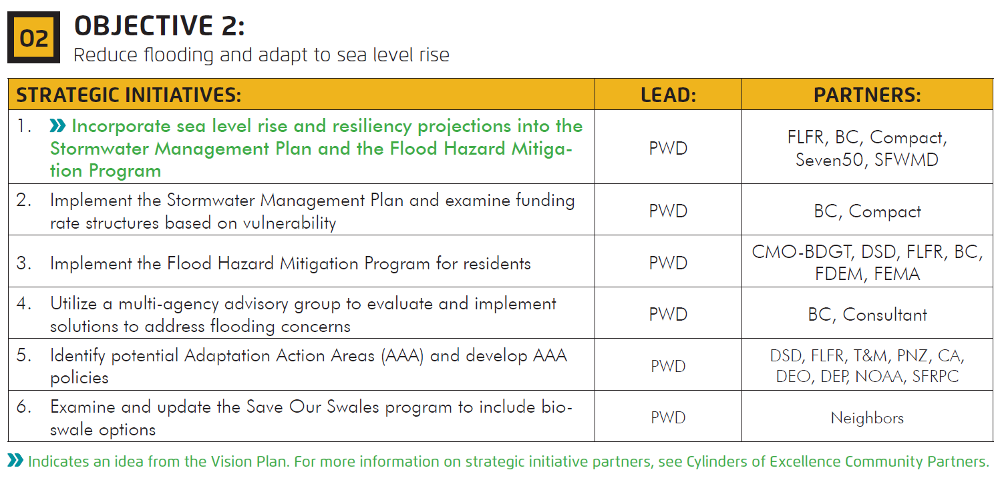 02
OBJECTIVE 2:
Reduce flooding and adapt to sea level rise
STRATEGIC INITIATIVES: LEAD: PARTNERS:
1. » Incorporate sea level rise and resiliency projections into the
Stormwater Management Plan and the Flood Hazard Mitiga-
tion Program
PWD
FLFR, BC, Compact,
Seven50, SFWMD
2. Implement the Stormwater Management Plan and examine funding
rate structures based on vulnerability
PWD
BC, Compact
3. Implement the Flood Hazard Mitigation Program for residents
PWD
CMO-BDGT, DSD, FLFR, BC,
FDEM, FEMA
4. Utilize a multi-agency advisory group to evaluate and implement
solutions to address flooding concerns
PWD
BC, Consultant
5. Identify potential Adaptation Action Areas (AAA) and develop AAA
policies
PWD
DSD, FLFR, T&M, PNZ, CA,
DEO, DEP, NOAA, SFRPC
6. Examine and update the Save Our Swales program to include bio-
swale options
PWD
Neighbors
» Indicates an idea from the Vision Plan. For more information on strategic initiative partners, see Cylinders of Excellence Community Partners.